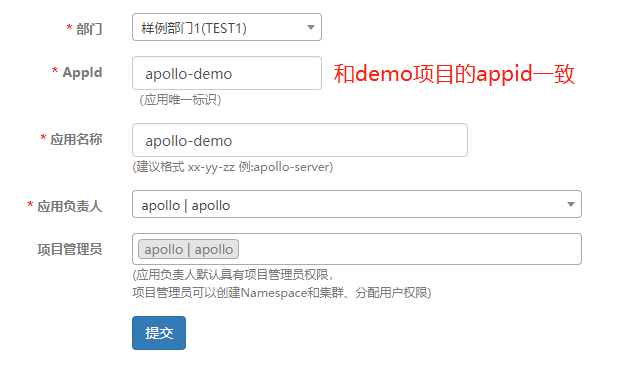 * 部门 样例部门1(TEST1)
* AppId apollo-demo 和demo项目的appid一致
(应用唯一标识)
* 应用名称 apollo-demo
(建议格式 xx-yy-zz 例:apollo-server)
* 应用负责人 apollo | apollo
项目管理员 apollo | apollo
(应用负责人默认具有项目管理员权限，
项目管理员可以创建Namespace和集群、分配用户权限)
提交